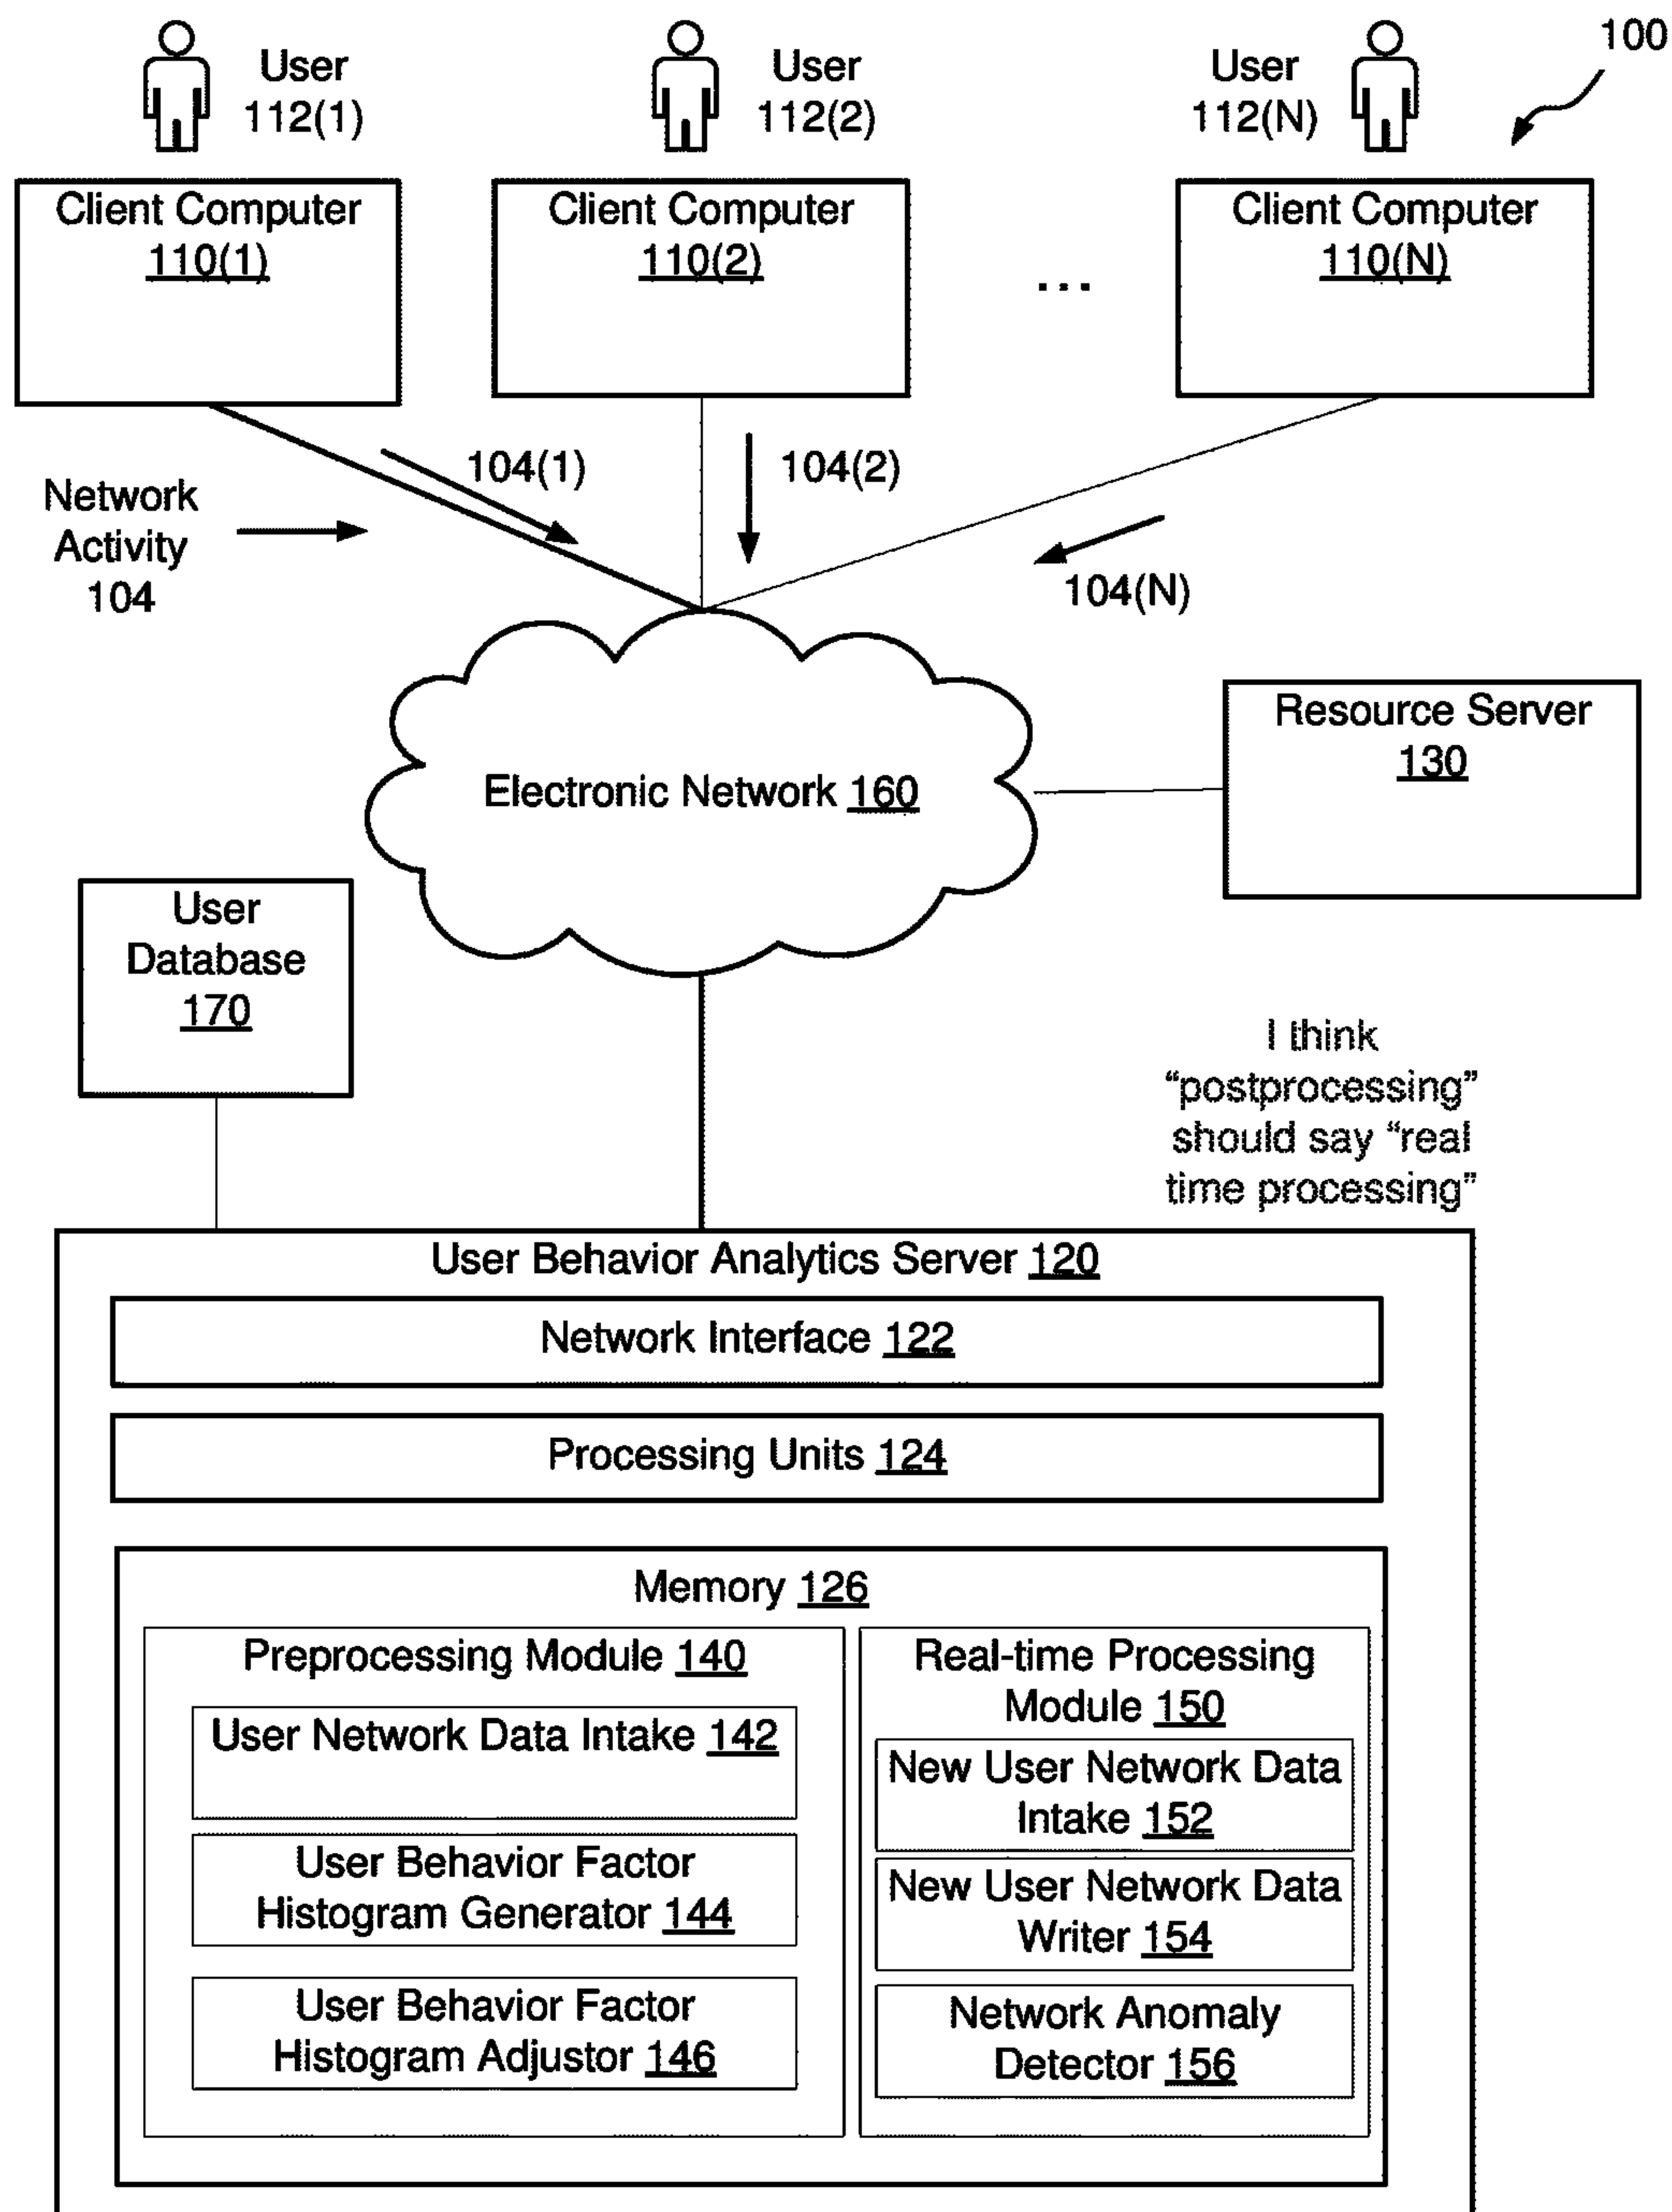 100
User
112(1)
User
112(2)
User
112(N)
Client Computer
110(1)
Client Computer
110(2)
...
Client Computer
110(N)
Network
Activity
104
104(1)
104(2)
104(N)
Electronic Network 160
Resource Server
130
User
Database
170
I think
“postprocessing”
should say “real
time processing”
User Behavior Analytics Server 120
Network Interface 122
Processing Units 124
Memory 126
Preprocessing Module 140
User Network Data Intake 142
User Behavior Factor
Histogram Generator 144
User Behavior Factor
Histogram Adjustor 146
Real-time Processing
Module 150
New User Network Data
Intake 152
New User Network Data
Writer 154
Network Anomaly
Detector 156